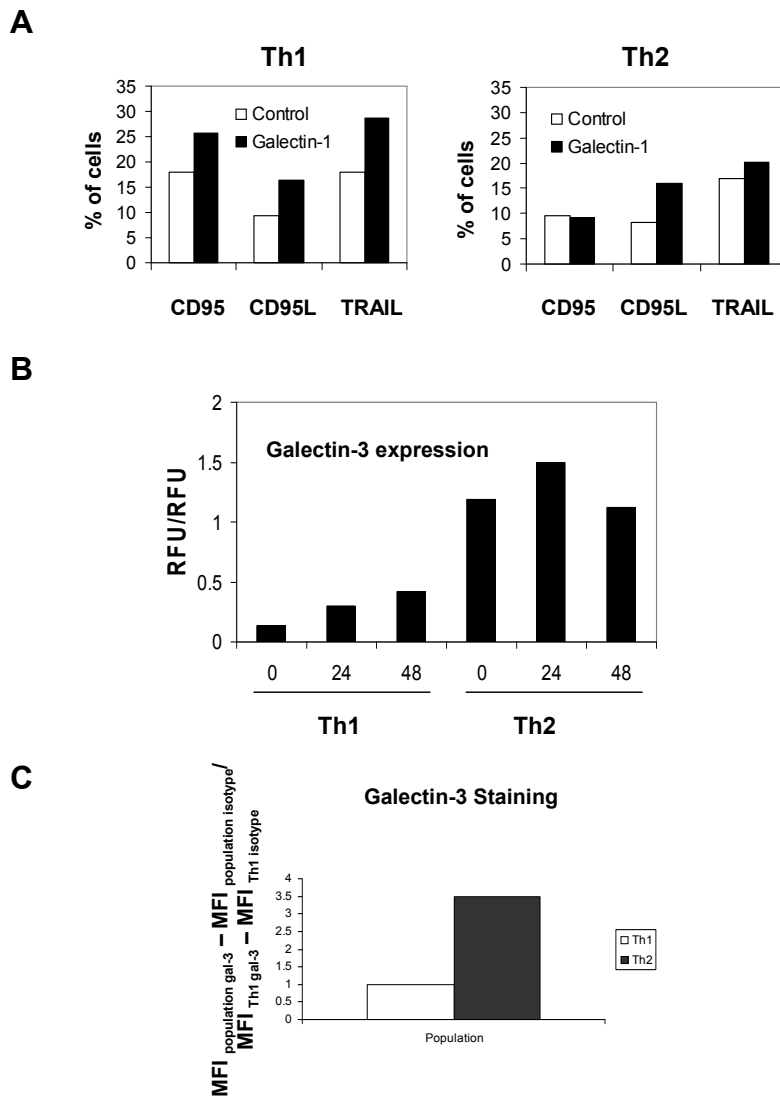 A
Th1
Th2
35
30
25
20
15
10
5
0
% of cells
Control
Galectin-1
CD95 CD95L TRAIL
35
30
25
20
15
10
5
0
% of cells
Control
Galectin-1
CD95 CD95L TRAIL
B
2
1.5
1
0.5
0
RFU/RFU
Galectin-3 expression
0 24 48 0 24 48
Th1 Th2
C
Galectin-3 Staining
MFI population gal-3 – MFI population isotype/
MFI Th1 gal-3 – MFI Th1 isotype
4
3.5
3
2.5
2
1.5
1
0.5
0
Th1
Th2
Population